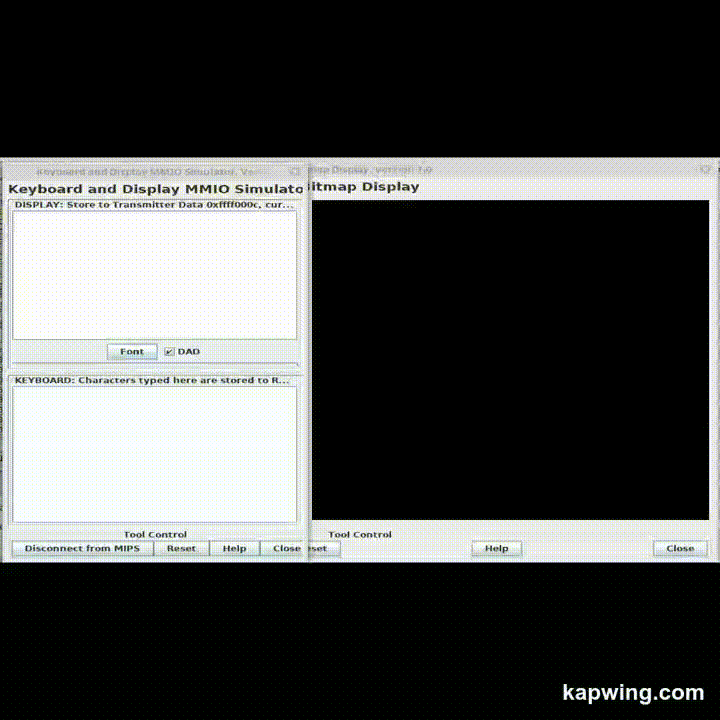 Keyboard and Display MMIO Simulator, Ve
map Display, Version 1.0
Keyboard and Display MMIO Simulato
itmap Display
DISPLAY: Store to Transmitter Data 0xffff000c, cur...
Font
DAD
KEYBOARD: Characters typed here are stored to R...
Tool Control
Tool Control
Disconnect from MIPS
Reset
Help
Close
eset
Help
Close
kapwing.com